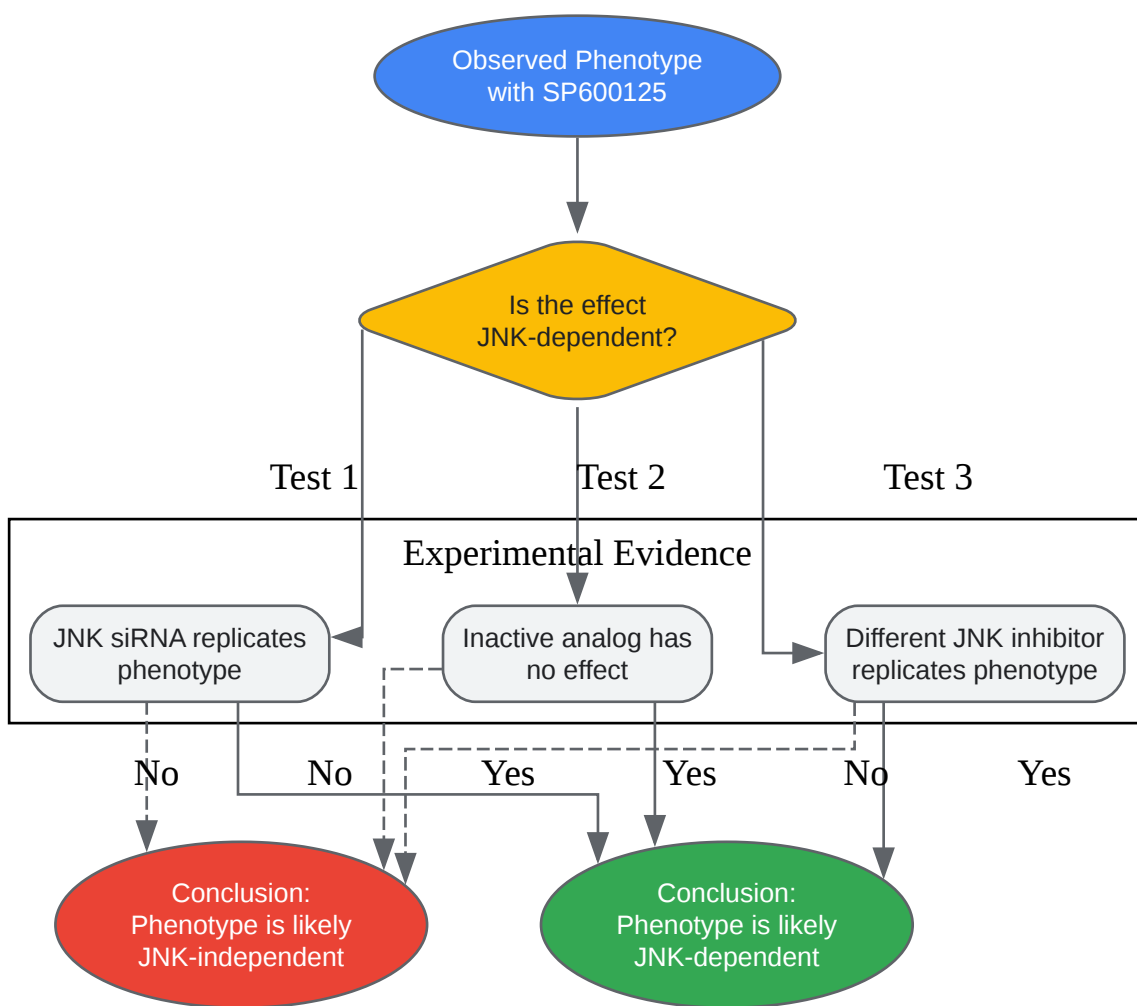 Observed Phenotype
with SP600125
Is the effect
JNK-dependent?
Test 1
Test 2
Test 3
Experimental Evidence
JNK siRNA replicates
phenotype
Inactive analog has
no effect
Different JNK inhibitor
replicates phenotype
No
No
Yes
Yes
No
Yes
Conclusion:
Phenotype is likely
JNK-independent
Conclusion:
Phenotype is likely
JNK-dependent